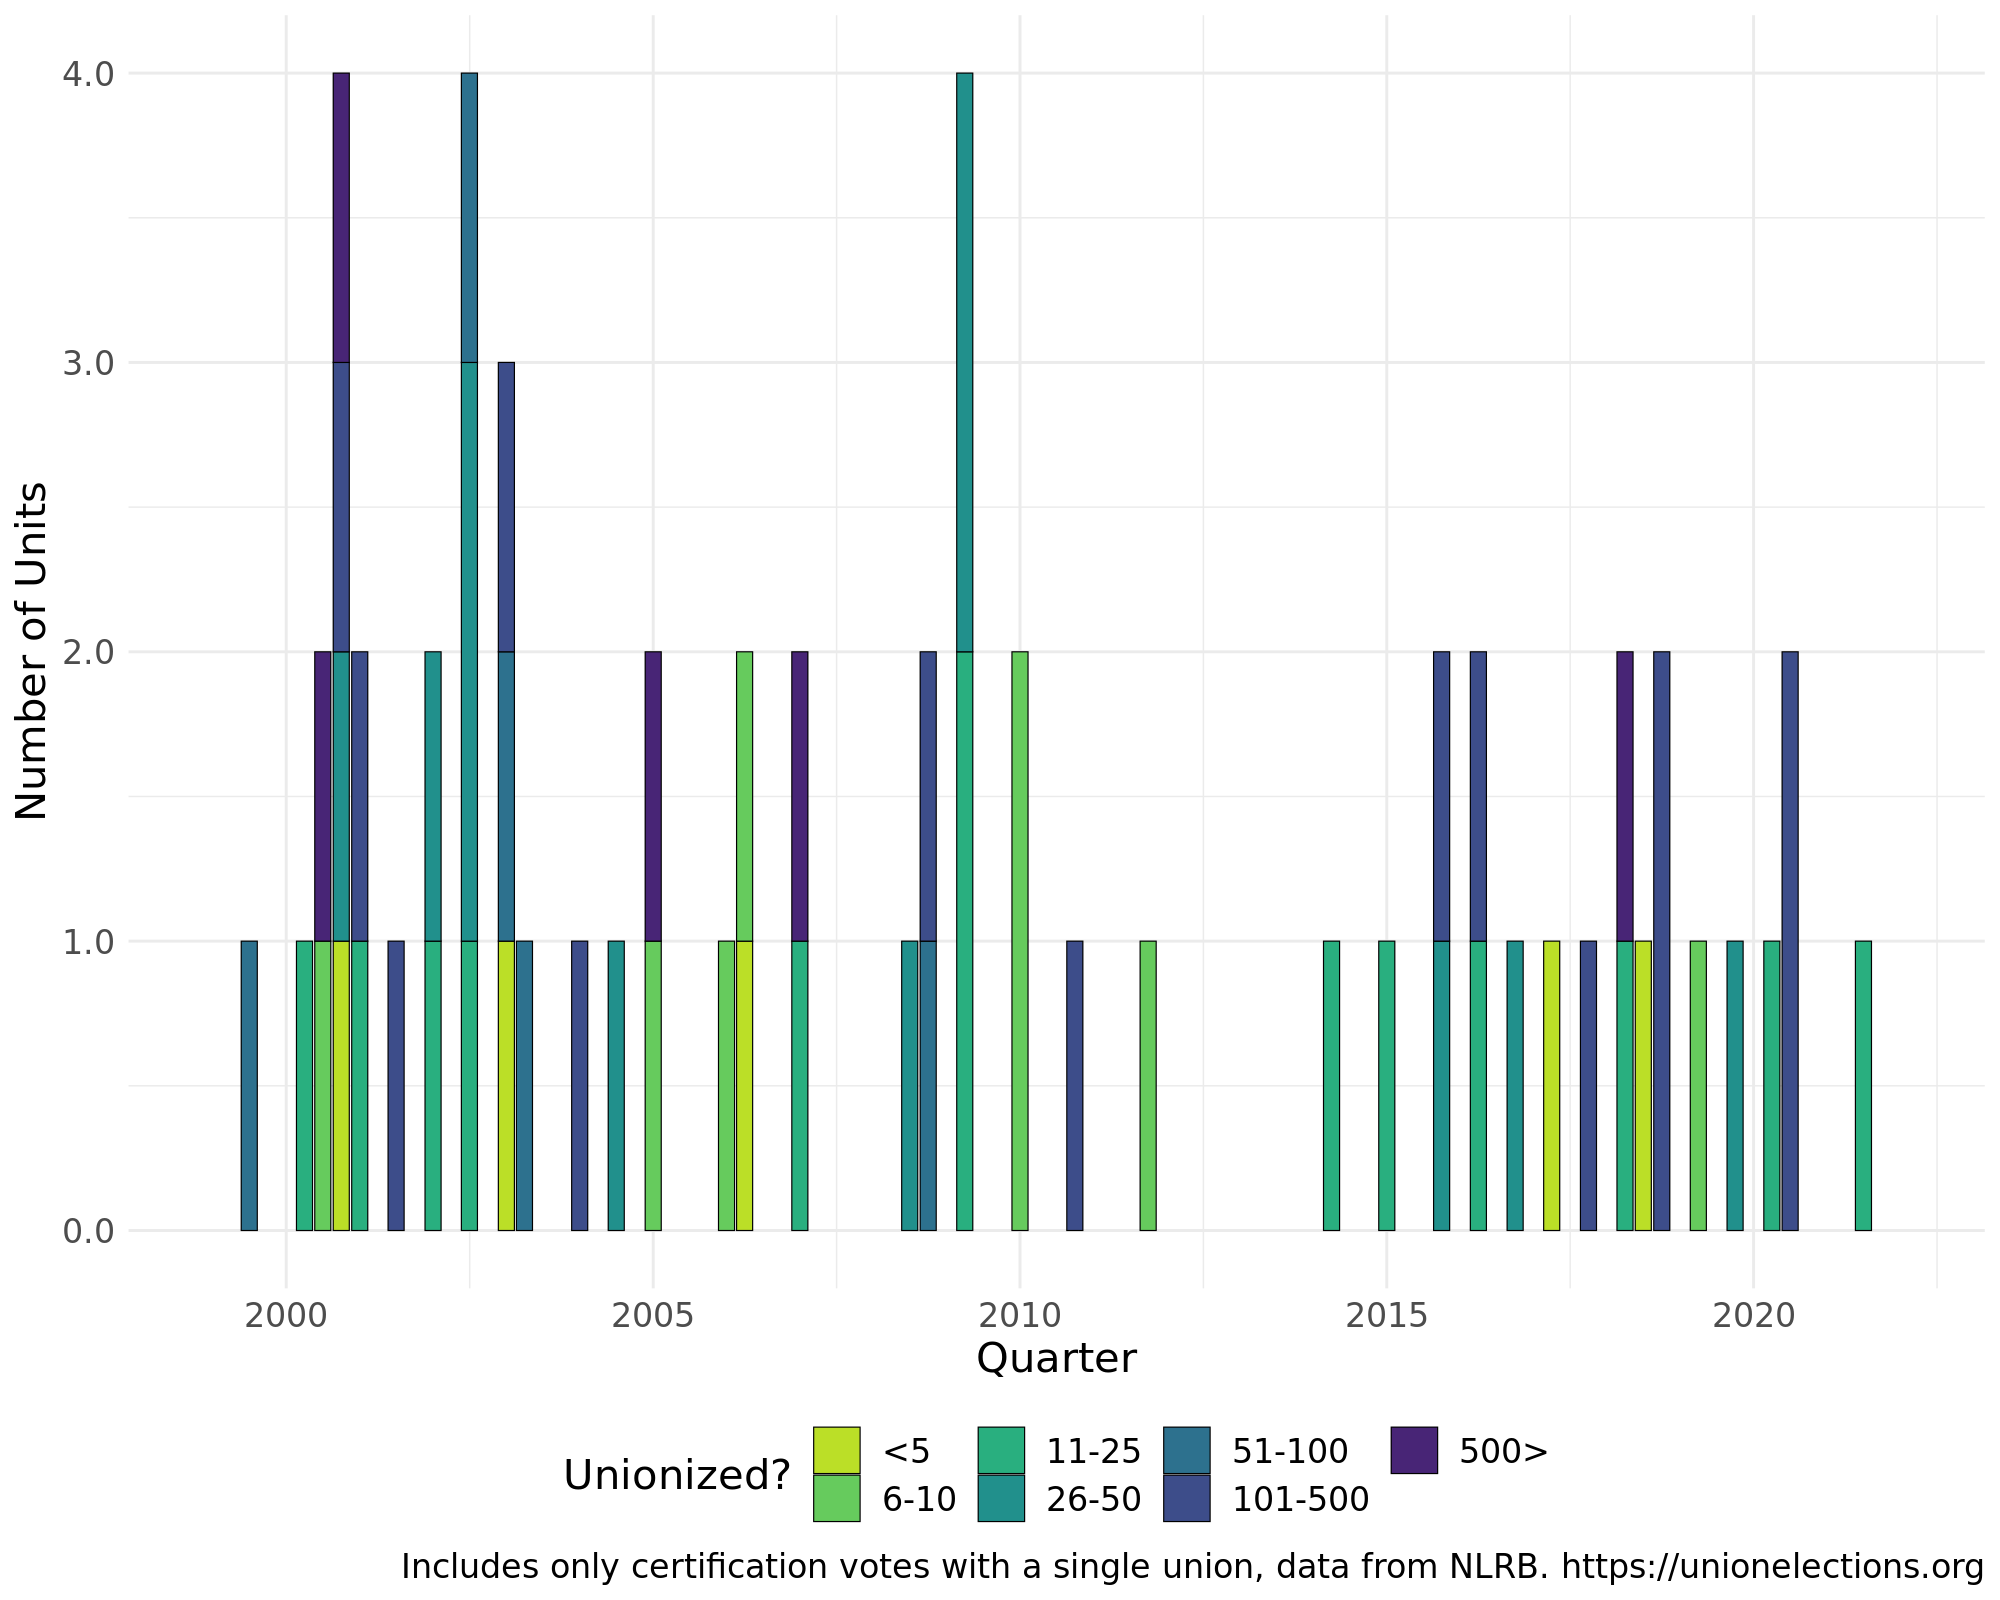 4.0
3.0
2.0
1.0
0.0
Number of Units
2000 2005 2010 2015 2020
Quarter
Unionized?
<5 11-25 51-100 500>
6-10 26-50 101-500
Includes only certification votes with a single union, data from NLRB. https://unionelections.org